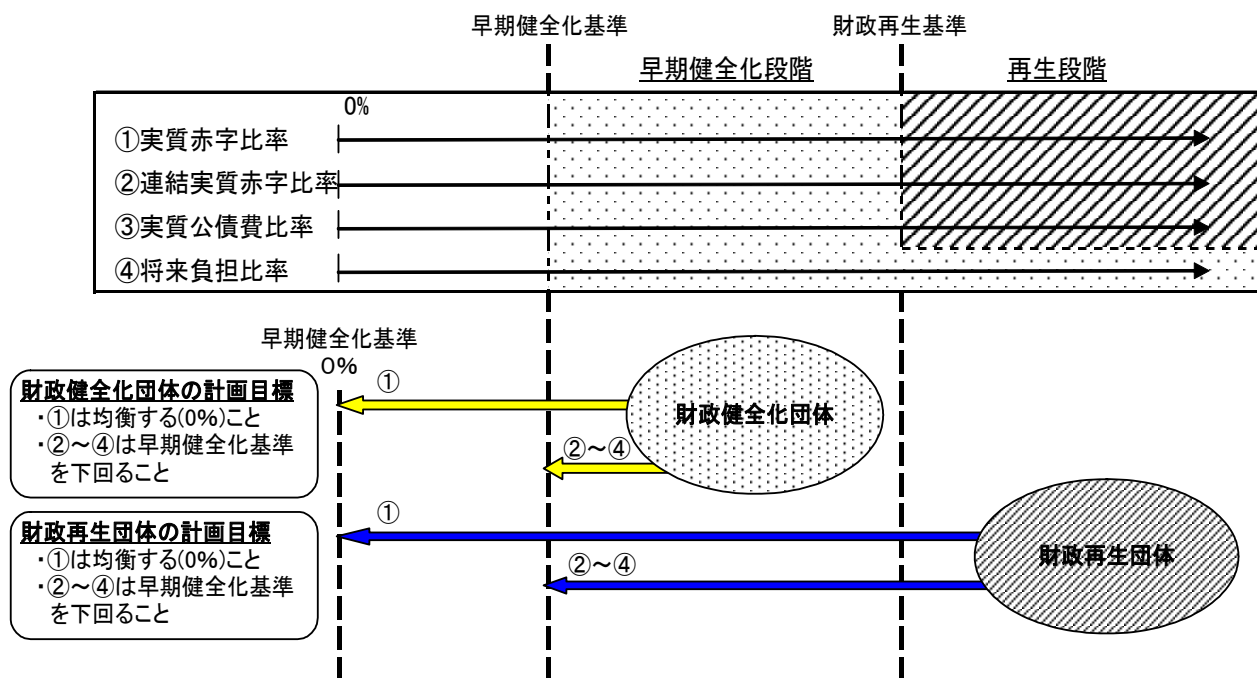 早期健全化基準
財政再生基準
早期健全化段階
再生段階
0%
①実質赤字比率
②連結実質赤字比率
③実質公債費比率
④将来負担比率
早期健全化基準
0%
財政健全化団体の計画目標
・①は均衡する(0%)こと
・②～④は早期健全化基準
を下回ること
①
②～④
財政健全化団体
財政再生団体の計画目標
・①は均衡する(0%)こと
・②～④は早期健全化基準
を下回ること
①
②～④
財政再生団体